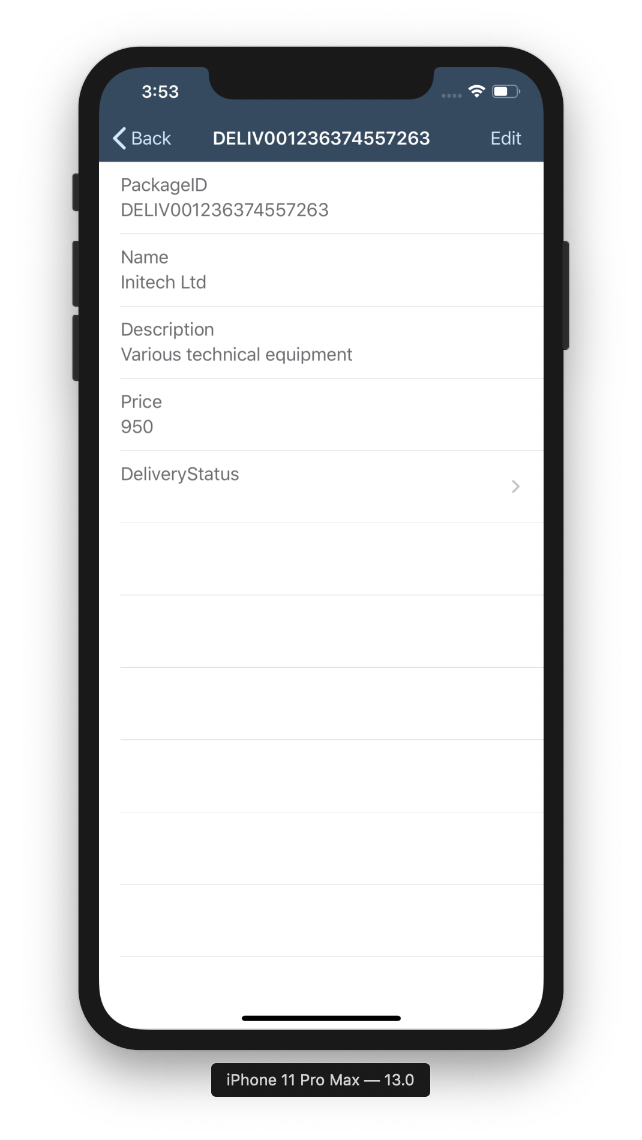 3:53
Back DELIV001236374557263 Edit
PackageID
DELIV001236374557263
Name
Initech Ltd
Description
Various technical equipment
Price
950
DeliveryStatus
iPhone 11 Pro Max — 13.0